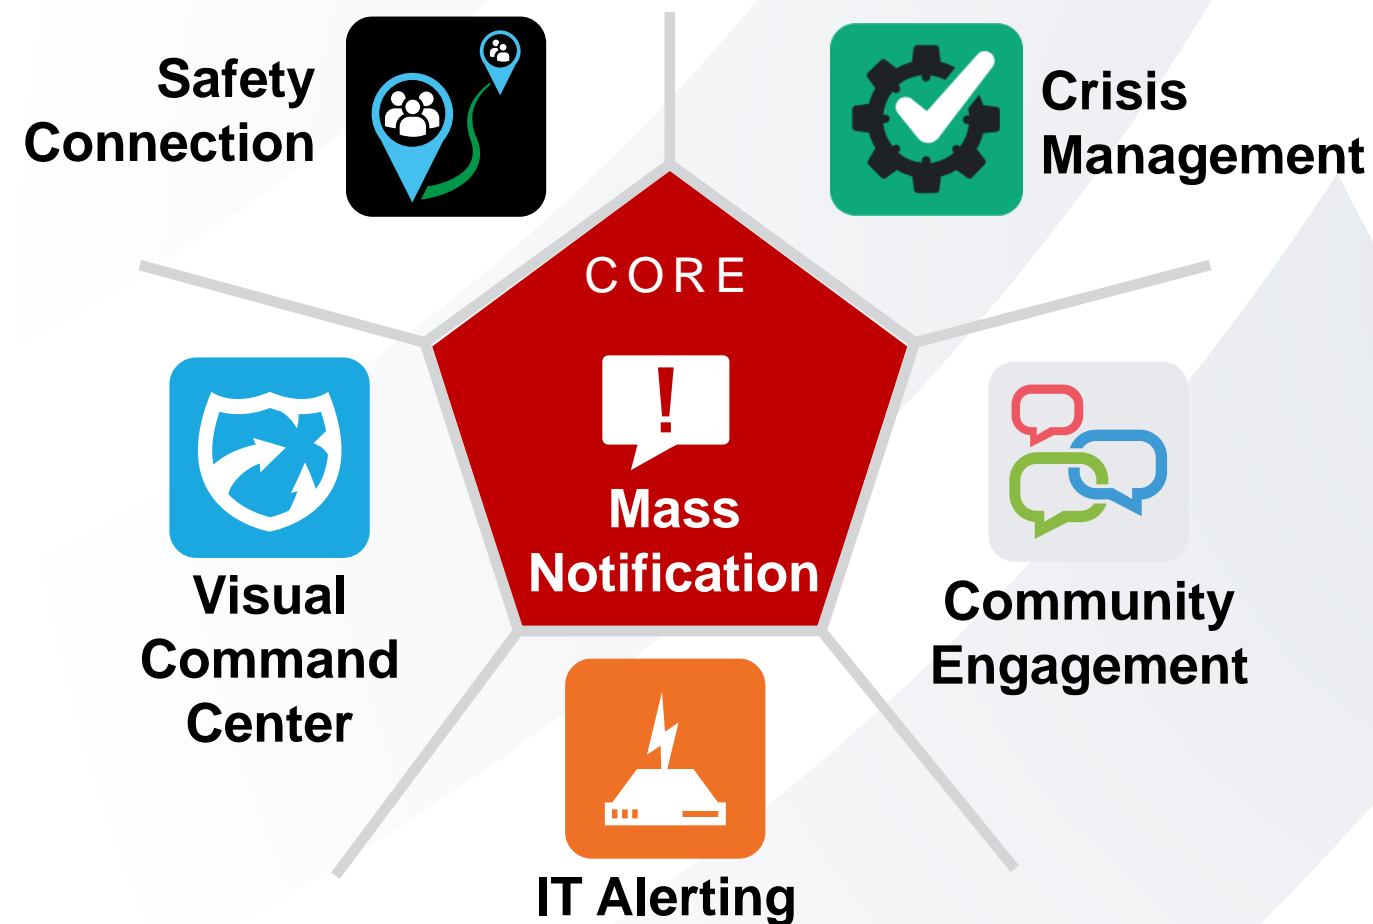 Safety
Connection
Crisis
Management
CORE
!
Mass
Notification
Visual
Command
Center
Community
Engagement
IT Alerting